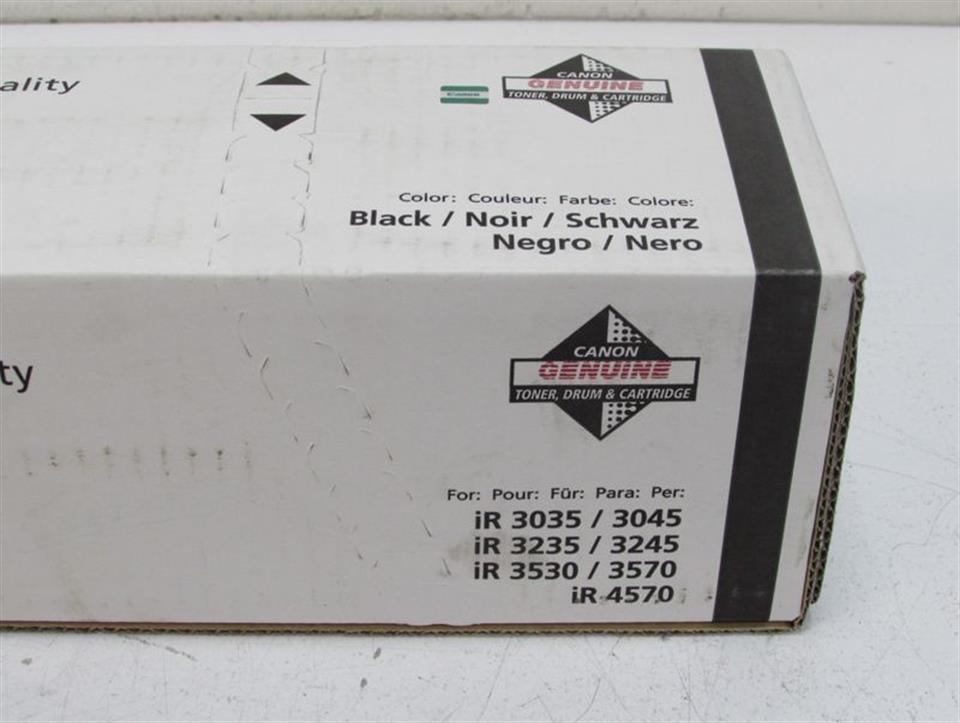 ality
CANON
GENUINE
TONER, DRUM & CARTRIDGE
Canon
Color: Couleur: Farbe: Colore:
Black / Noir / Schwarz
Negro / Nero
ty
CANON
GENUINE
TONER, DRUM & CARTRIDGE
For: Pour: Für: Para: Per:
iR 3035 / 3045
iR 3235 / 3245
iR 3530 / 3570
iR 4570